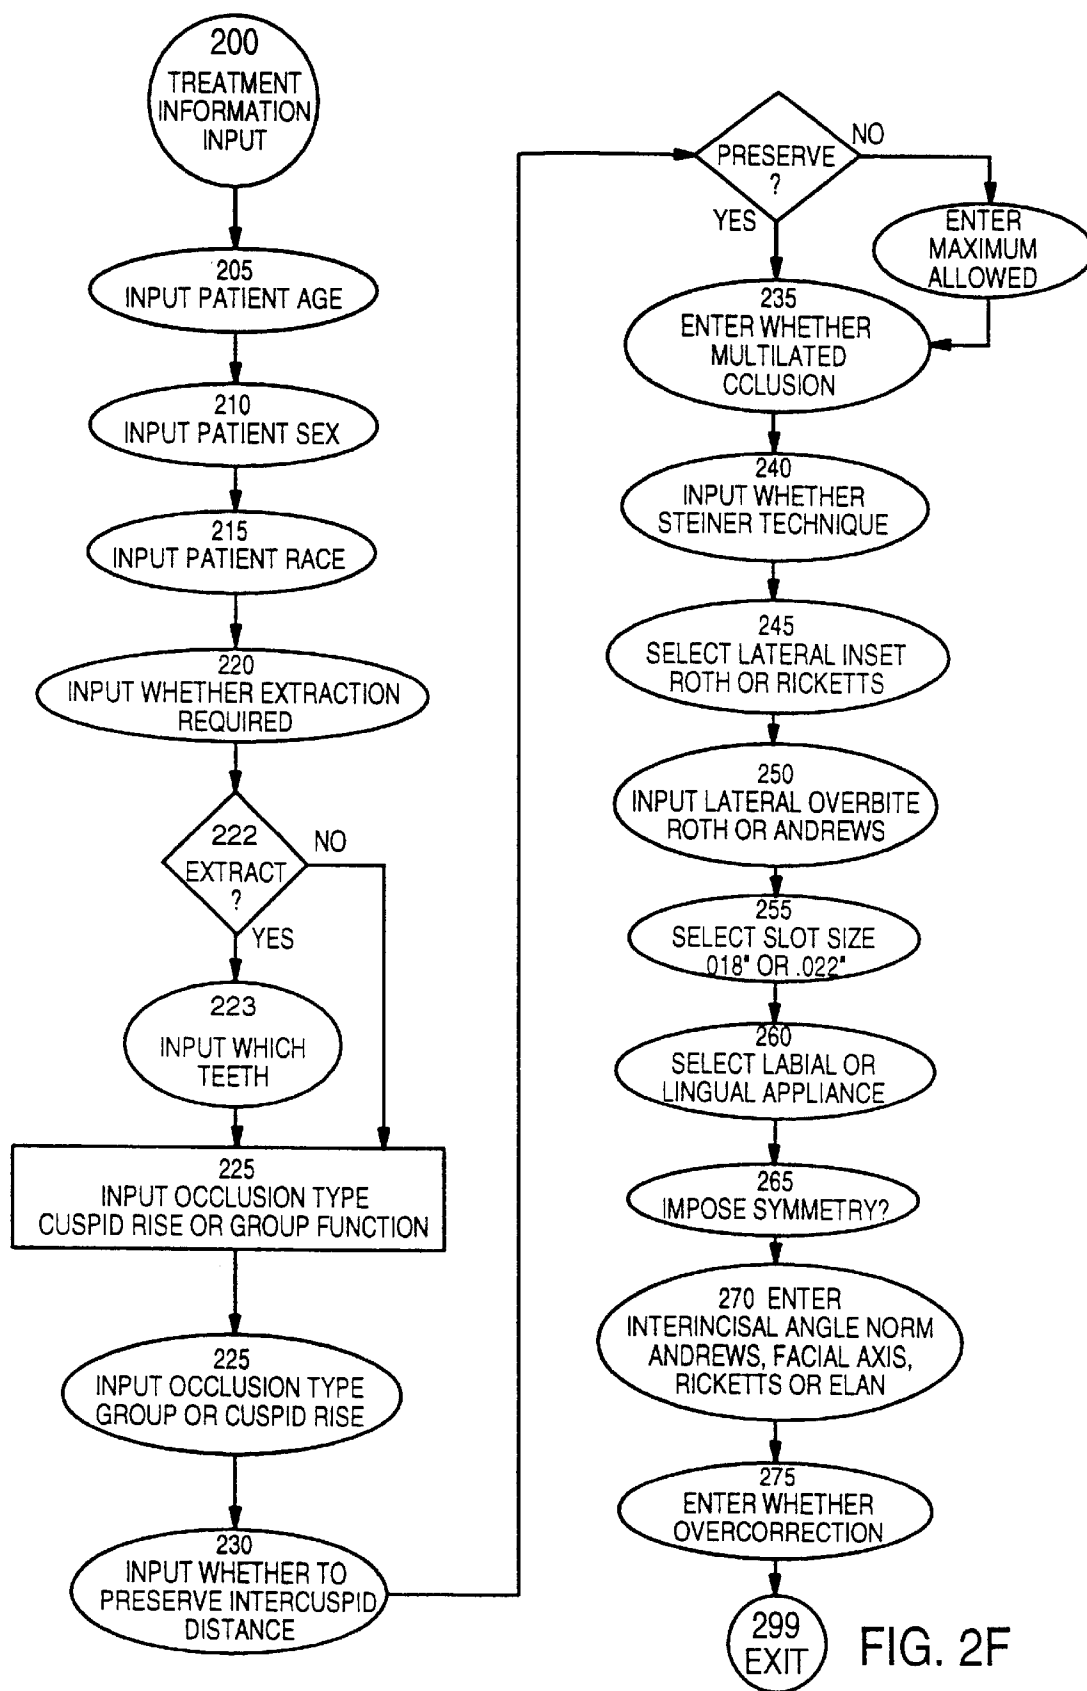 200
TREATMENT
INFORMATION
INPUT
205
INPUT PATIENT AGE
210
INPUT PATIENT SEX
215
INPUT PATIENT RACE
220
INPUT WHETHER EXTRACTION
REQUIRED
222
EXTRACT
?
NO
YES
223
INPUT WHICH
TEETH
225
INPUT OCCLUSION TYPE
CUSPID RISE OR GROUP FUNCTION
225
INPUT OCCLUSION TYPE
GROUP OR CUSPID RISE
230
INPUT WHETHER TO
PRESERVE INTERCUSPID
DISTANCE
PRESERVE
?
NO
YES
ENTER
MAXIMUM
ALLOWED
235
ENTER WHETHER
MULTILATED
CCLUSION
240
INPUT WHETHER
STEINER TECHNIQUE
245
SELECT LATERAL INSET
ROTH OR RICKETTS
250
INPUT LATERAL OVERBITE
ROTH OR ANDREWS
255
SELECT SLOT SIZE
.018" OR .022"
260
SELECT LABIAL OR
LINGUAL APPLIANCE
265
IMPOSE SYMMETRY?
270 ENTER
INTERINCISAL ANGLE NORM
ANDREWS, FACIAL AXIS,
RICKETTS OR ELAN
275
ENTER WHETHER
OVERCORRECTION
299
EXIT
FIG. 2F